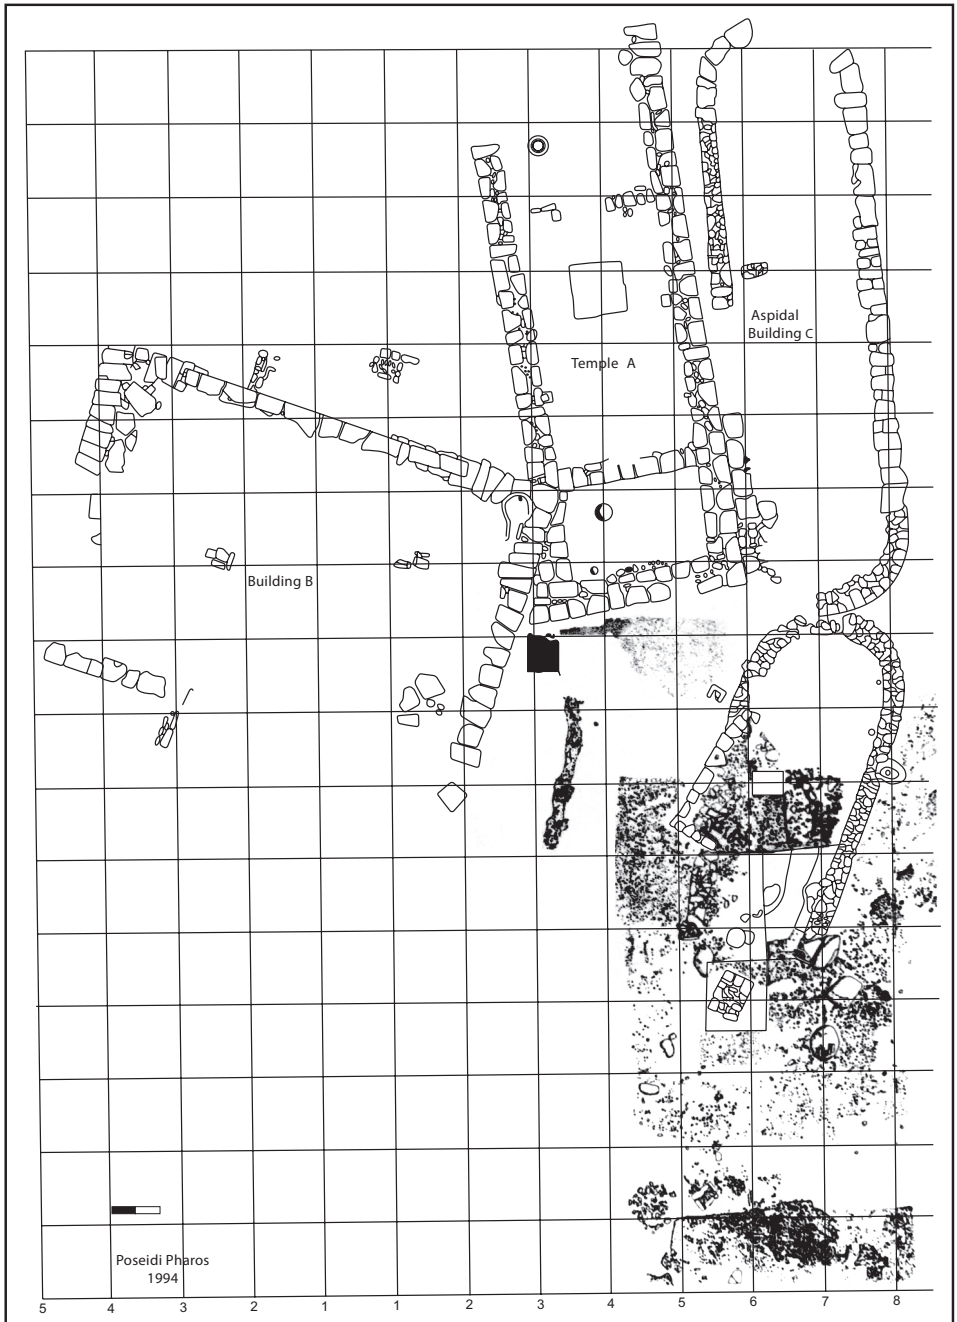 Aspidal
Building C
Temple A
Building B
Poseidi Pharos
1994
5 4 3 2 1 1 2 3 4 5 6 7 8